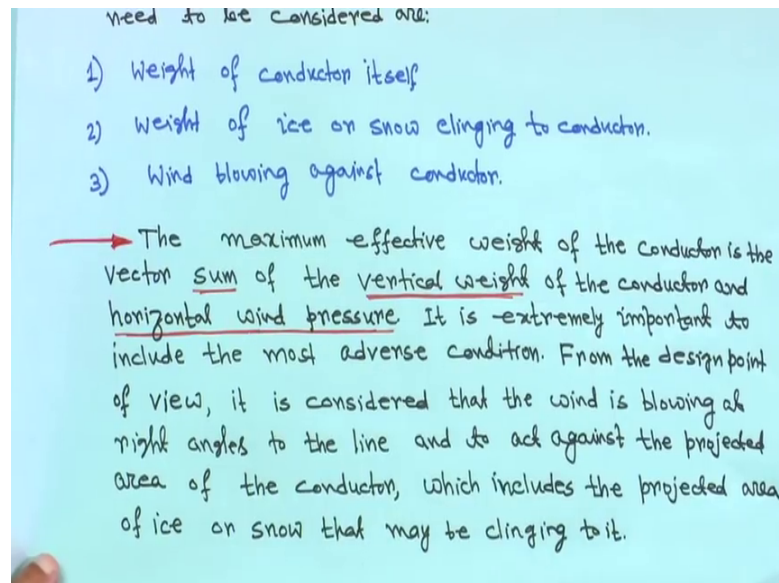 need to be considered are:
1) Weight of conductor itself
2) Weight of ice or snow clinging to conductor.
3) Wind blowing against conductor.
The maximum effective weight of the conductor is the
vector sum of the vertical weight of the conductor and
horizontal wind pressure. It is extremely important to
include the most adverse condition. From the design point
of view, it is considered that the wind is blowing at
right angles to the line and to act against the projected
area of the conductor, which includes the projected area
of ice or snow that may be clinging to it.